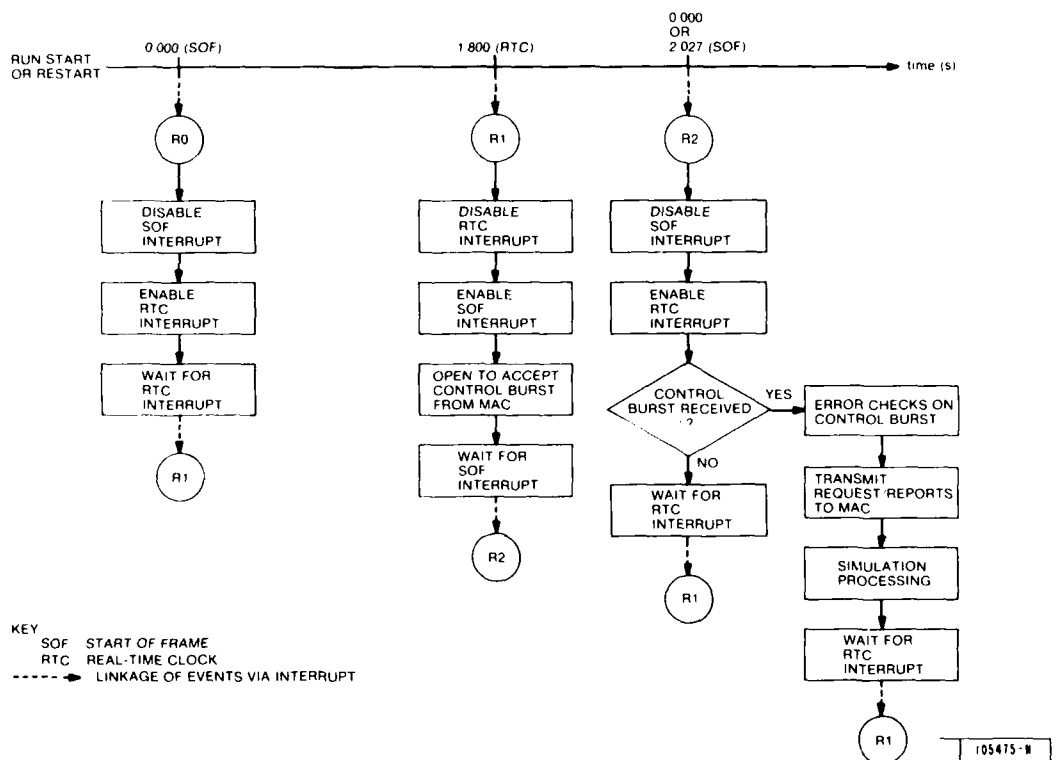 0 000
OR
0 000 (SOF)
1 800 (RTC)
2 027 (SOF)
RUN START
OR RESTART
time (s)
R0
R1
R2
DISABLE
SOF
INTERRUPT
ENABLE
RTC
INTERRUPT
WAIT FOR
RTC
INTERRUPT
R1
DISABLE
RTC
INTERRUPT
ENABLE
SOF
INTERRUPT
OPEN TO ACCEPT
CONTROL BURST
FROM MAC
WAIT FOR
SOF
INTERRUPT
R2
DISABLE
SOF
INTERRUPT
ENABLE
RTC
INTERRUPT
CONTROL
BURST RECEIVED
?
YES
NO
WAIT FOR
RTC
INTERRUPT
R1
ERROR CHECKS ON
CONTROL BURST
TRANSMIT
REQUEST/REPORTS
TO MAC
SIMULATION
PROCESSING
WAIT FOR
RTC
INTERRUPT
R1
KEY
SOF START OF FRAME
RTC REAL-TIME CLOCK
LINKAGE OF EVENTS VIA INTERRUPT
105475-N